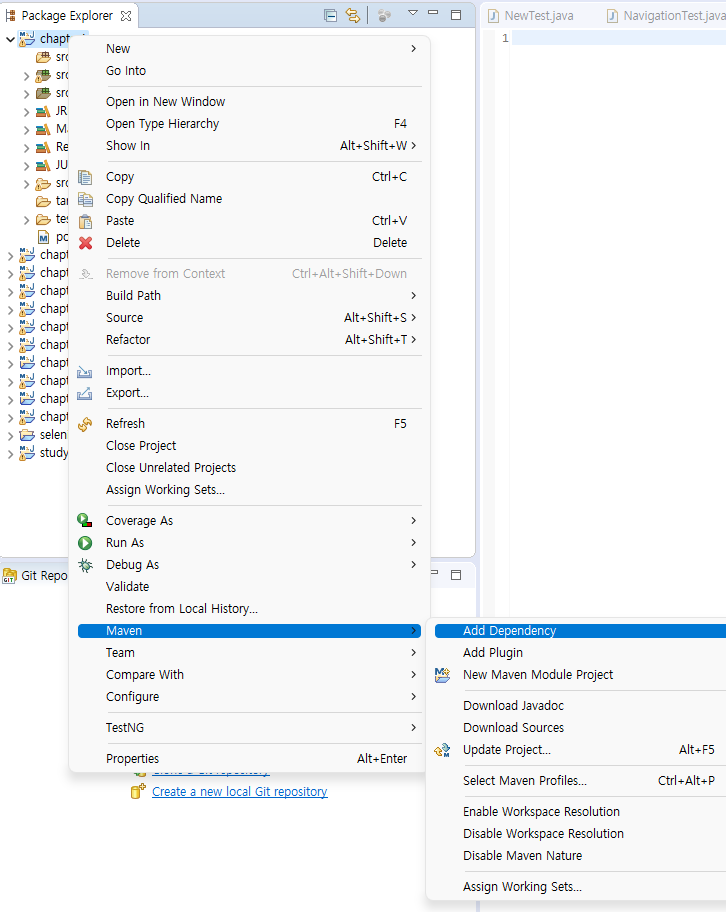 Package Explorer
NewTest.java
NavigationTest.java
1
chapt
New
Go Into
Open in New Window
Open Type Hierarchy F4
Show In Alt+Shift+W
Copy Ctrl+C
Copy Qualified Name
Paste Ctrl+V
Delete Delete
Remove from Context Ctrl+Alt+Shift+Down
Build Path
Source Alt+Shift+S
Refactor Alt+Shift+T
Import...
Export...
Refresh F5
Close Project
Close Unrelated Projects
Assign Working Sets...
Coverage As
Run As
Debug As
Validate
Restore from Local History...
Maven
Team
Compare With
Configure
TestNG
Properties Alt+Enter
src
src
src
JR
Ma
Re
JU
src
tar
tes
po
chapt
chapt
chapt
chapt
chapt
chapt
chapt
chapt
chapt
chapt
selen
study
Git Repo
Create a new local Git repository
Add Dependency
Add Plugin
New Maven Module Project
Download Javadoc
Download Sources
Update Project... Alt+F5
Select Maven Profiles... Ctrl+Alt+P
Enable Workspace Resolution
Disable Workspace Resolution
Disable Maven Nature
Assign Working Sets...